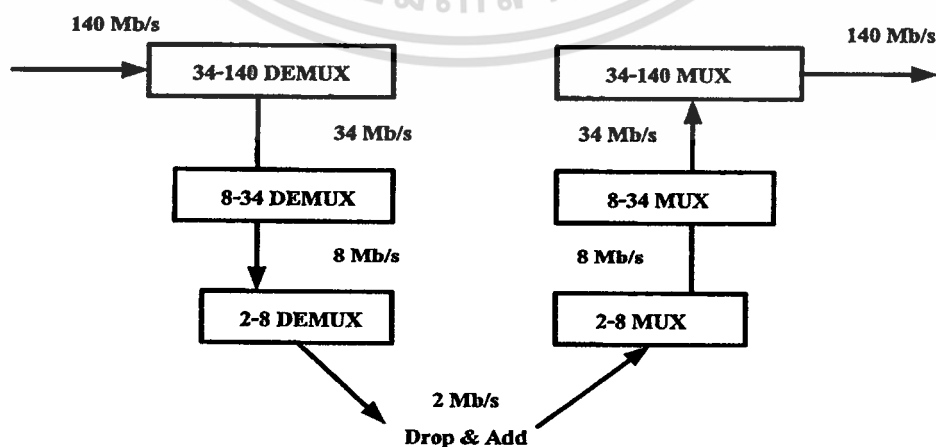 140 Mb/s
140 Mb/s
34-140 DEMUX
34-140 MUX
34 Mb/s
34 Mb/s
8-34 DEMUX
8-34 MUX
8 Mb/s
8 Mb/s
2-8 DEMUX
2-8 MUX
2 Mb/s
Drop & Add